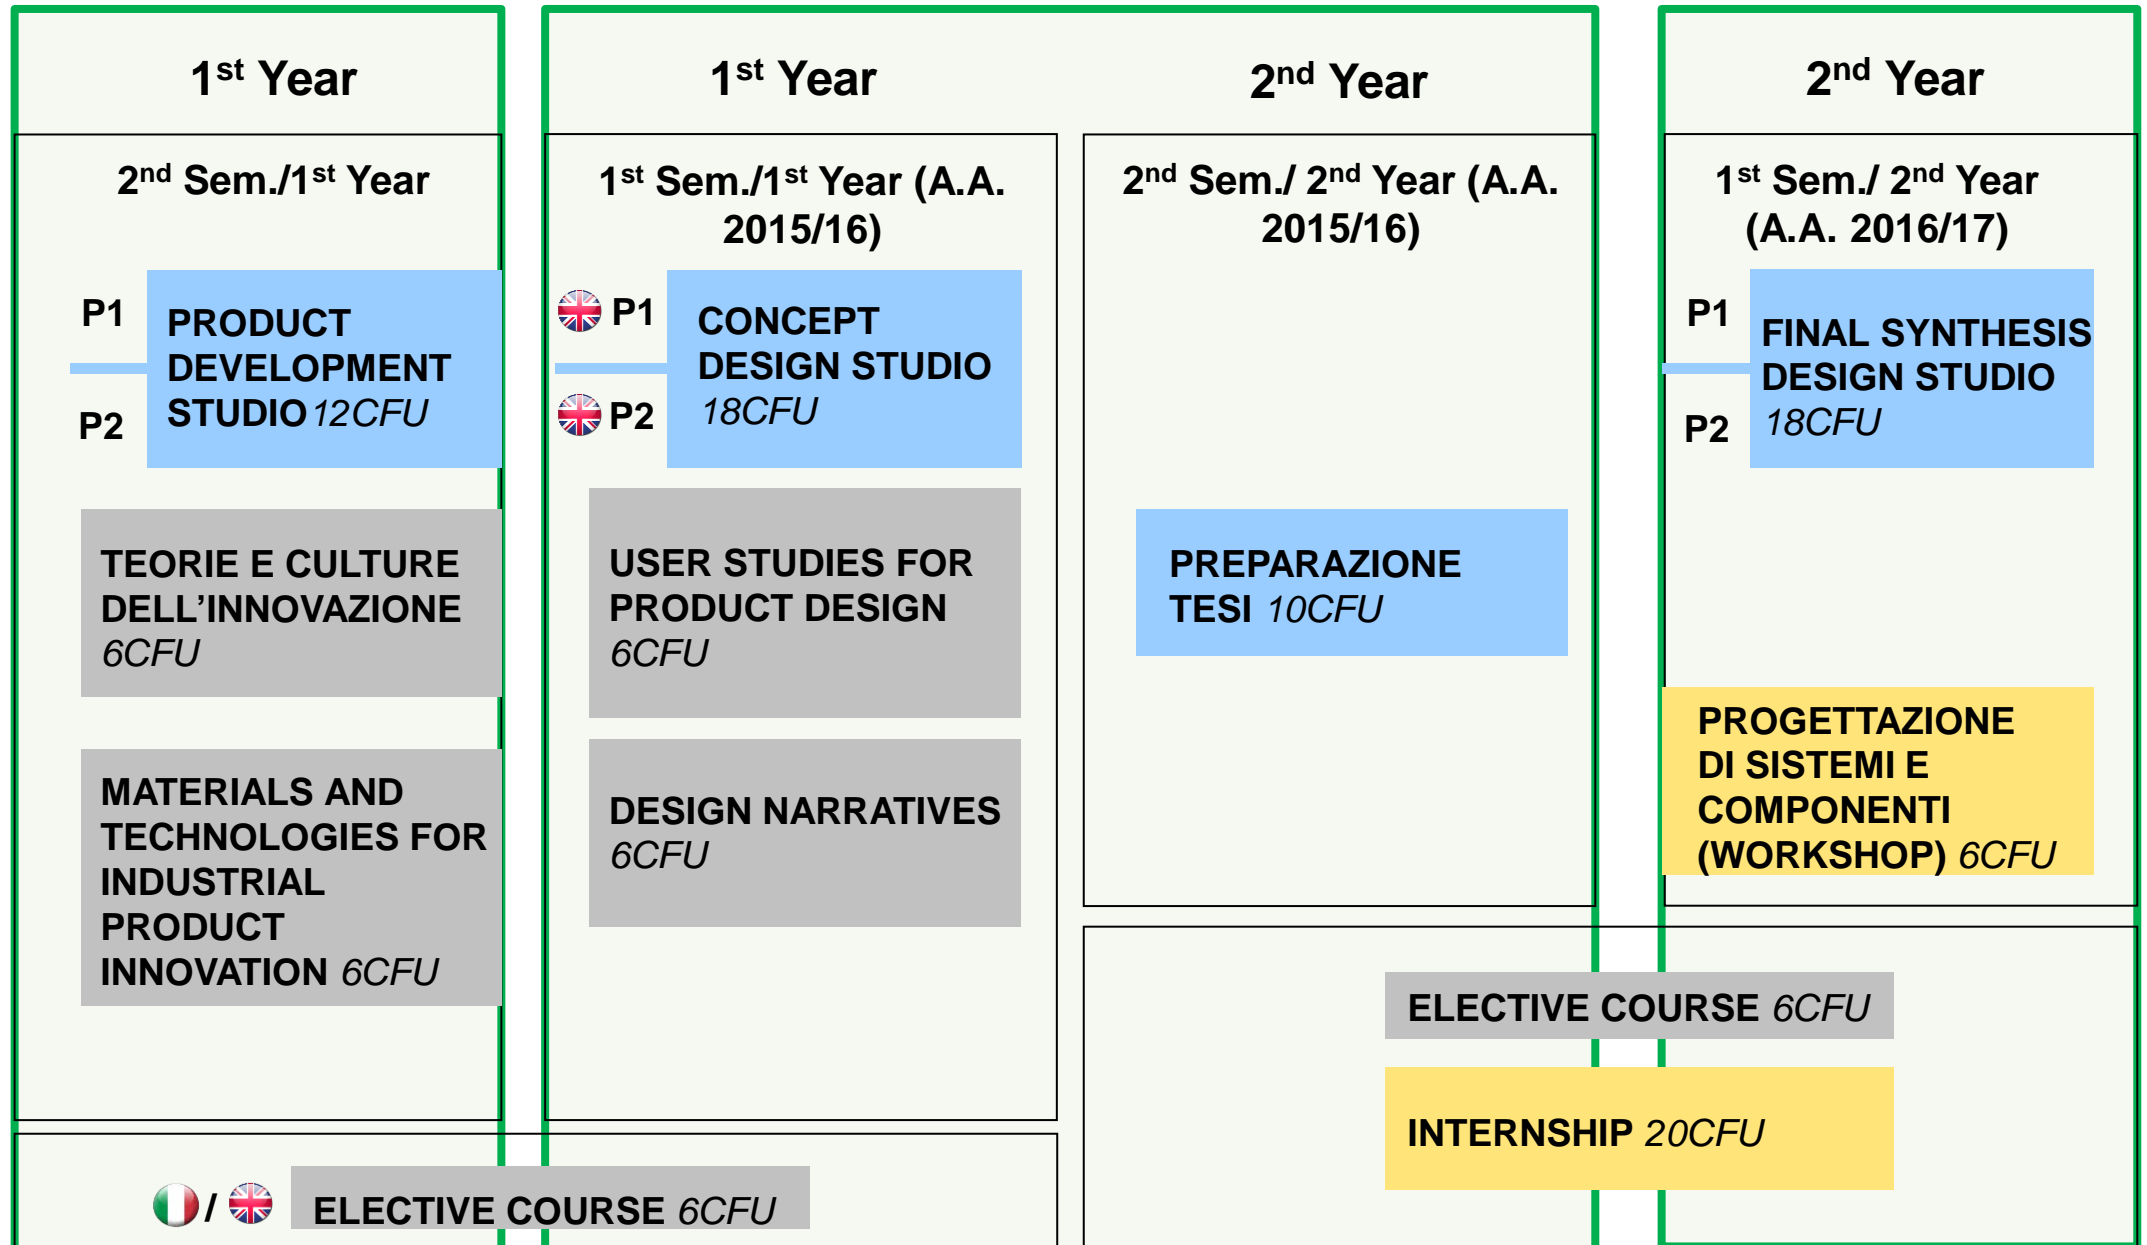 1st Year
2nd Sem./1st Year
P1
P2
PRODUCT
DEVELOPMENT
STUDIO 12CFU
TEORIE E CULTURE
DELL’INNOVAZIONE
6CFU
MATERIALS AND
TECHNOLOGIES FOR
INDUSTRIAL
PRODUCT
INNOVATION 6CFU
1st Year
1st Sem./1st Year (A.A.
2015/16)
P1
P2
CONCEPT
DESIGN STUDIO
18CFU
USER STUDIES FOR
PRODUCT DESIGN
6CFU
DESIGN NARRATIVES
6CFU
/
ELECTIVE COURSE 6CFU
2nd Year
2nd Sem./ 2nd Year (A.A.
2015/16)
PREPARAZIONE
TESI 10CFU
2nd Year
1st Sem./ 2nd Year
(A.A. 2016/17)
P1
P2
FINAL SYNTHESIS
DESIGN STUDIO
18CFU
PROGETTAZIONE
DI SISTEMI E
COMPONENTI
(WORKSHOP) 6CFU
ELECTIVE COURSE 6CFU
INTERNSHIP 20CFU